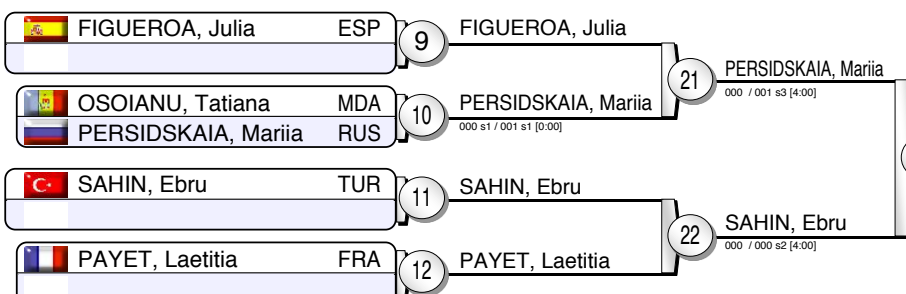 FIGUEROA, Julia ESP
9
FIGUEROA, Julia
21
PERSIDSKAIA, Mariia
000 / 001 s3 [4:00]
OSOIANU, Tatiana MDA
PERSIDSKAIA, Mariia RUS
10
PERSIDSKAIA, Mariia
000 s1 / 001 s1 [0:00]
SAHIN, Ebru TUR
11
SAHIN, Ebru
22
SAHIN, Ebru
000 / 000 s2 [4:00]
PAYET, Laetitia FRA
12
PAYET, Laetitia